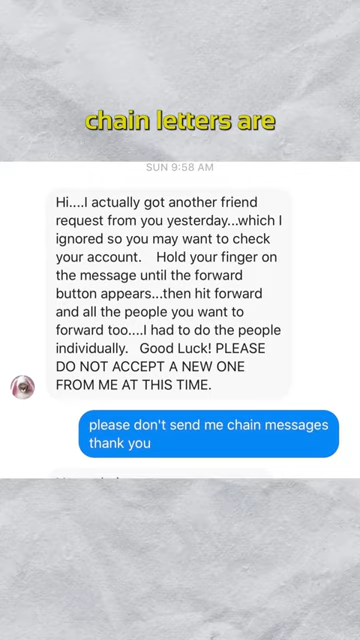 chain letters are
SUN 9:58 AM
Hi....I actually got another friend
request from you yesterday...which I
ignored so you may want to check
your account. Hold your finger on
the message until the forward
button appears...then hit forward
and all the people you want to
forward too....I had to do the people
individually. Good Luck! PLEASE
DO NOT ACCEPT A NEW ONE
FROM ME AT THIS TIME.
please don't send me chain messages
thank you